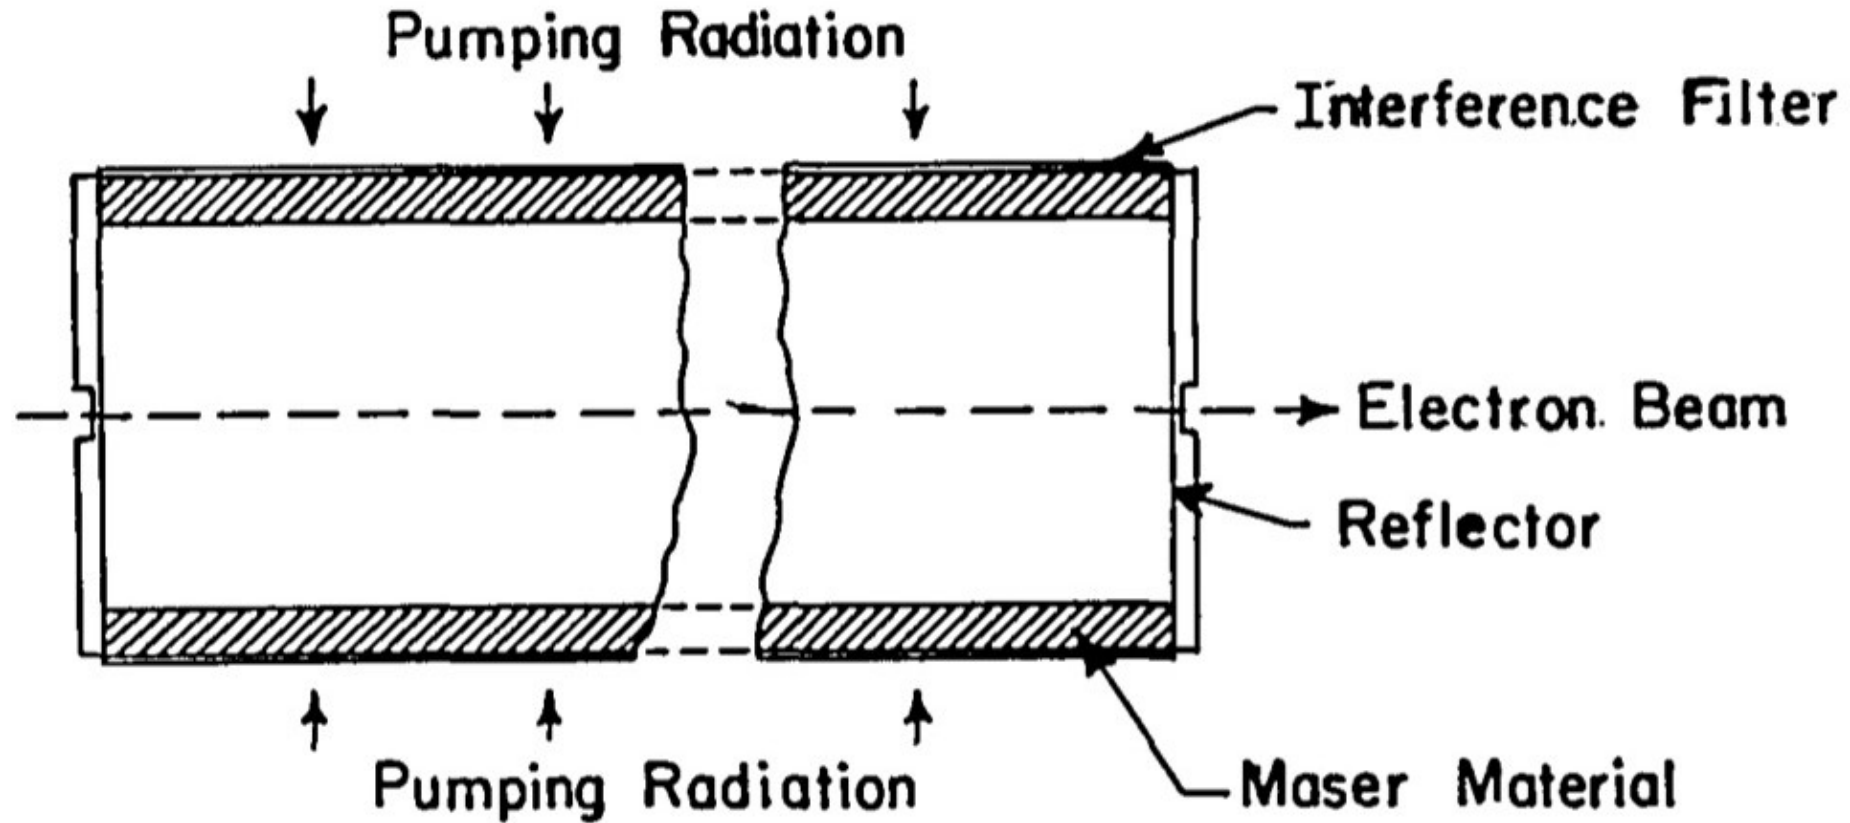 Pumping Radiation
Interference Filter
Electron Beam
Reflector
Pumping Radiation
Maser Material